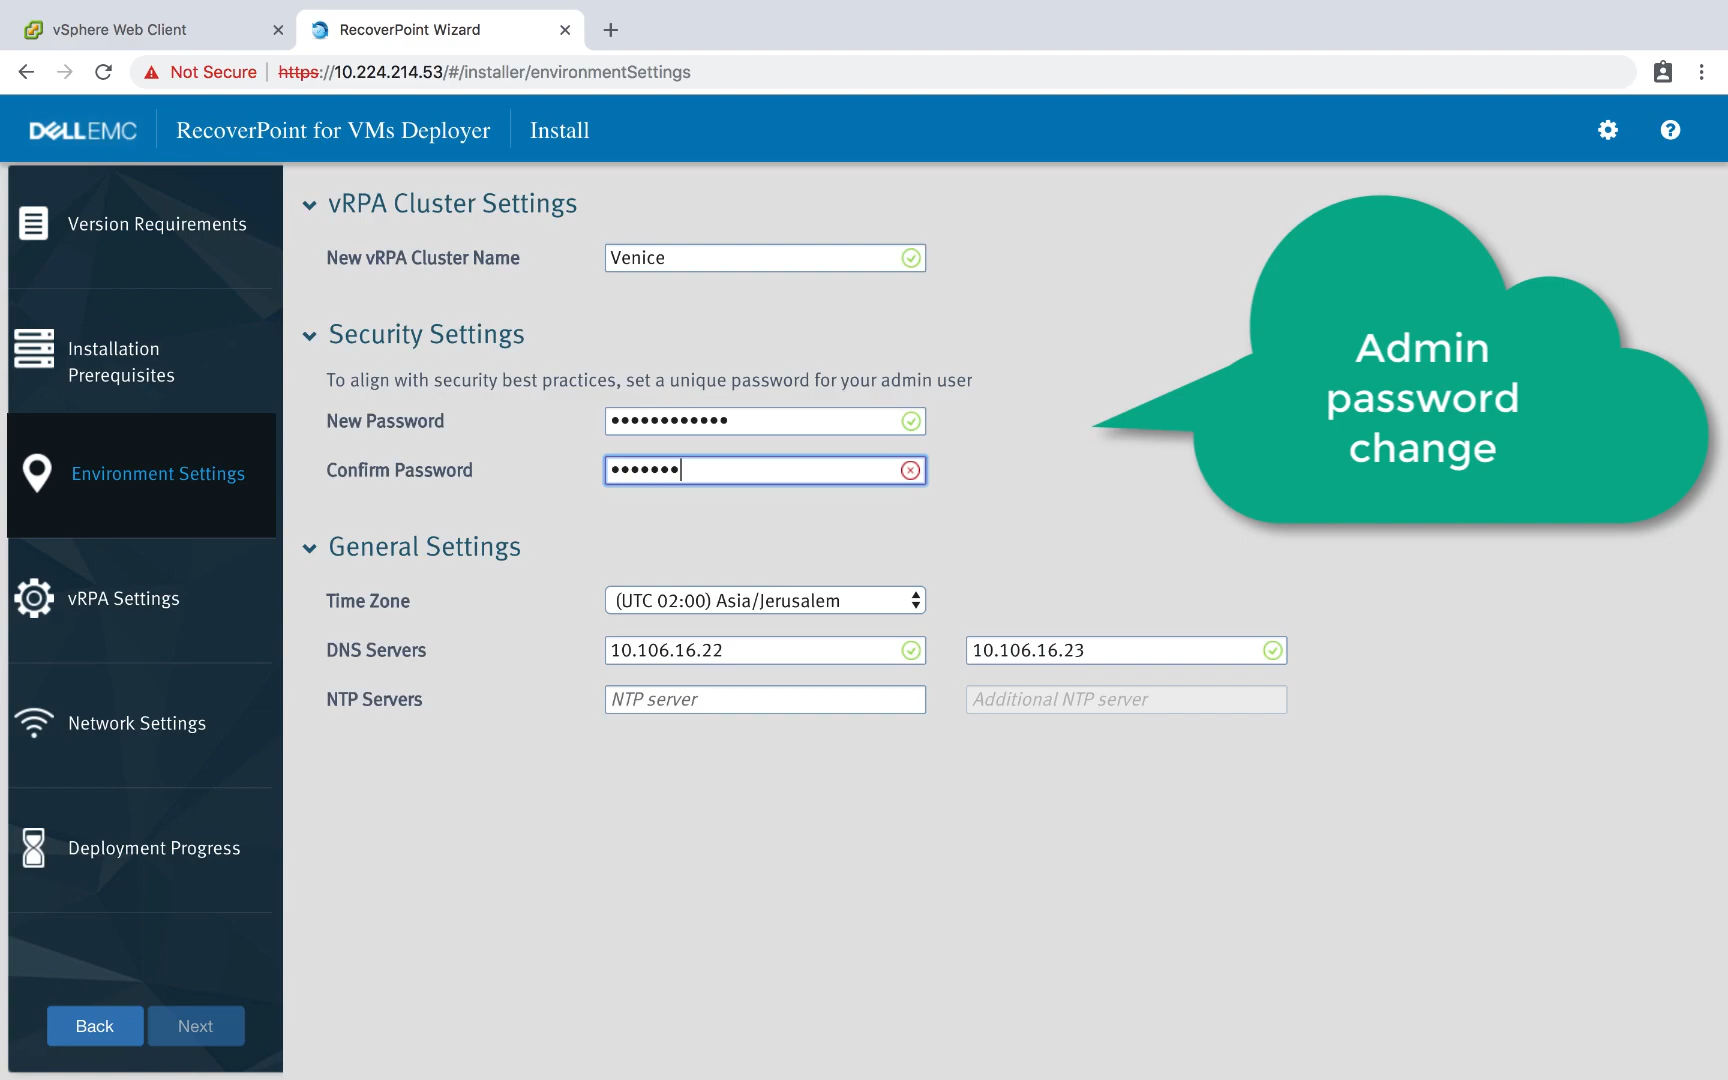 vSphere Web Client
RecoverPoint Wizard
Not Secure
https://10.224.214.53/#/installer/environmentSettings
DELLEMC
RecoverPoint for VMs Deployer
Install
Version Requirements
Installation
Prerequisites
Environment Settings
vRPA Settings
Network Settings
Deployment Progress
Back
Next
vRPA Cluster Settings
New vRPA Cluster Name
Venice
Security Settings
To align with security best practices, set a unique password for your admin user
New Password
••••••••••••
Confirm Password
•••••••
General Settings
Time Zone
(UTC 02:00) Asia/Jerusalem
DNS Servers
10.106.16.22
10.106.16.23
NTP Servers
NTP server
Additional NTP server
Admin
password
change